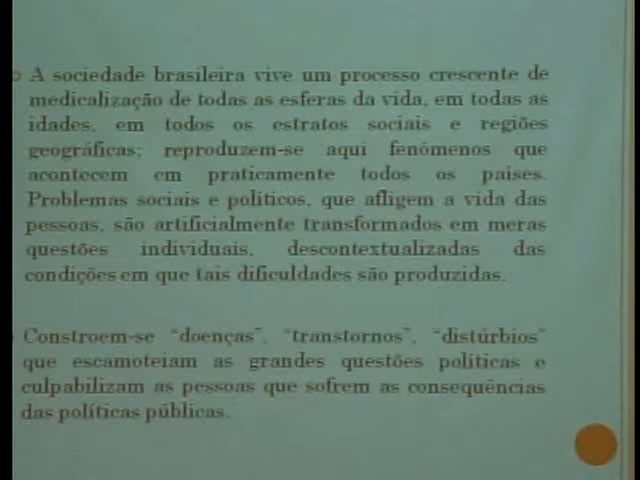 A sociedade brasileira vive um processo crescente de
medicalização de todas as esferas da vida, em todas as
idades, em todos os estratos sociais e regiões
geográficas; reproduzem-se aqui fenômenos que
acontecem em praticamente todos os países.
Problemas sociais e políticos, que afligem a vida das
pessoas, são artificialmente transformados em meras
questões individuais, descontextualizadas das
condições em que tais dificuldades são produzidas.
Constroem-se “doenças”, “transtornos”, “distúrbios”
que escamoteiam as grandes questões políticas e
culpabilizam as pessoas que sofrem as consequências
das políticas públicas.